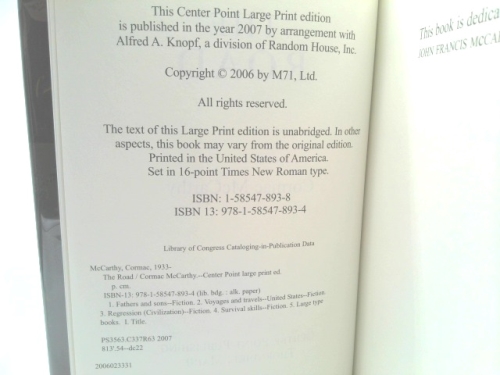 This Center Point Large Print edition
is published in the year 2007 by arrangement with
Alfred A. Knopf, a division of Random House, Inc.
Copyright © 2006 by M71, Ltd.
All rights reserved.
The text of this Large Print edition is unabridged. In other
aspects, this book may vary from the original edition.
Printed in the United States of America.
Set in 16-point Times New Roman type.
ISBN: 1-58547-893-8
ISBN 13: 978-1-58547-893-4
Library of Congress Cataloging-in-Publication Data
McCarthy, Cormac, 1933–
The Road / Cormac McCarthy.--Center Point large print ed.
p. cm.
ISBN-13: 978-1-58547-893-4 (lib. bdg. : alk. paper)
1. Fathers and sons--Fiction. 2. Voyages and travels--United States--Fiction.
3. Regression (Civilization)--Fiction. 4. Survival skills--Fiction. 5. Large type
books. I. Title.
PS3563.C337R63 2007
813'.54--dc22
2006023331
This book is dedica
JOHN FRANCIS MCCAR